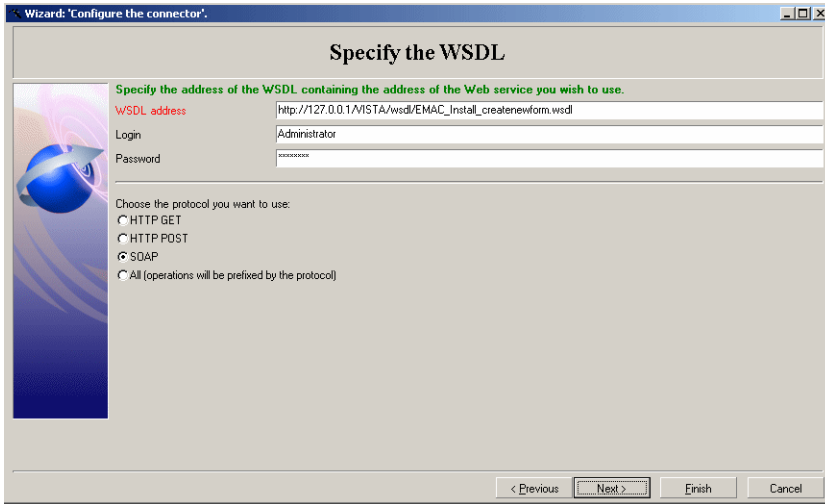 Wizard: 'Configure the connector'.
Specify the WSDL
Specify the address of the WSDL containing the address of the Web service you wish to use.
WSDL address http://127.0.0.1/VISTA/wsdl/EMAC_Install_createnewform.wsdl
Login Administrator
Password xxxxxxxx
Choose the protocol you want to use:
HTTP GET
HTTP POST
SOAP
All (operations will be prefixed by the protocol)
< Previous Next > Finish Cancel